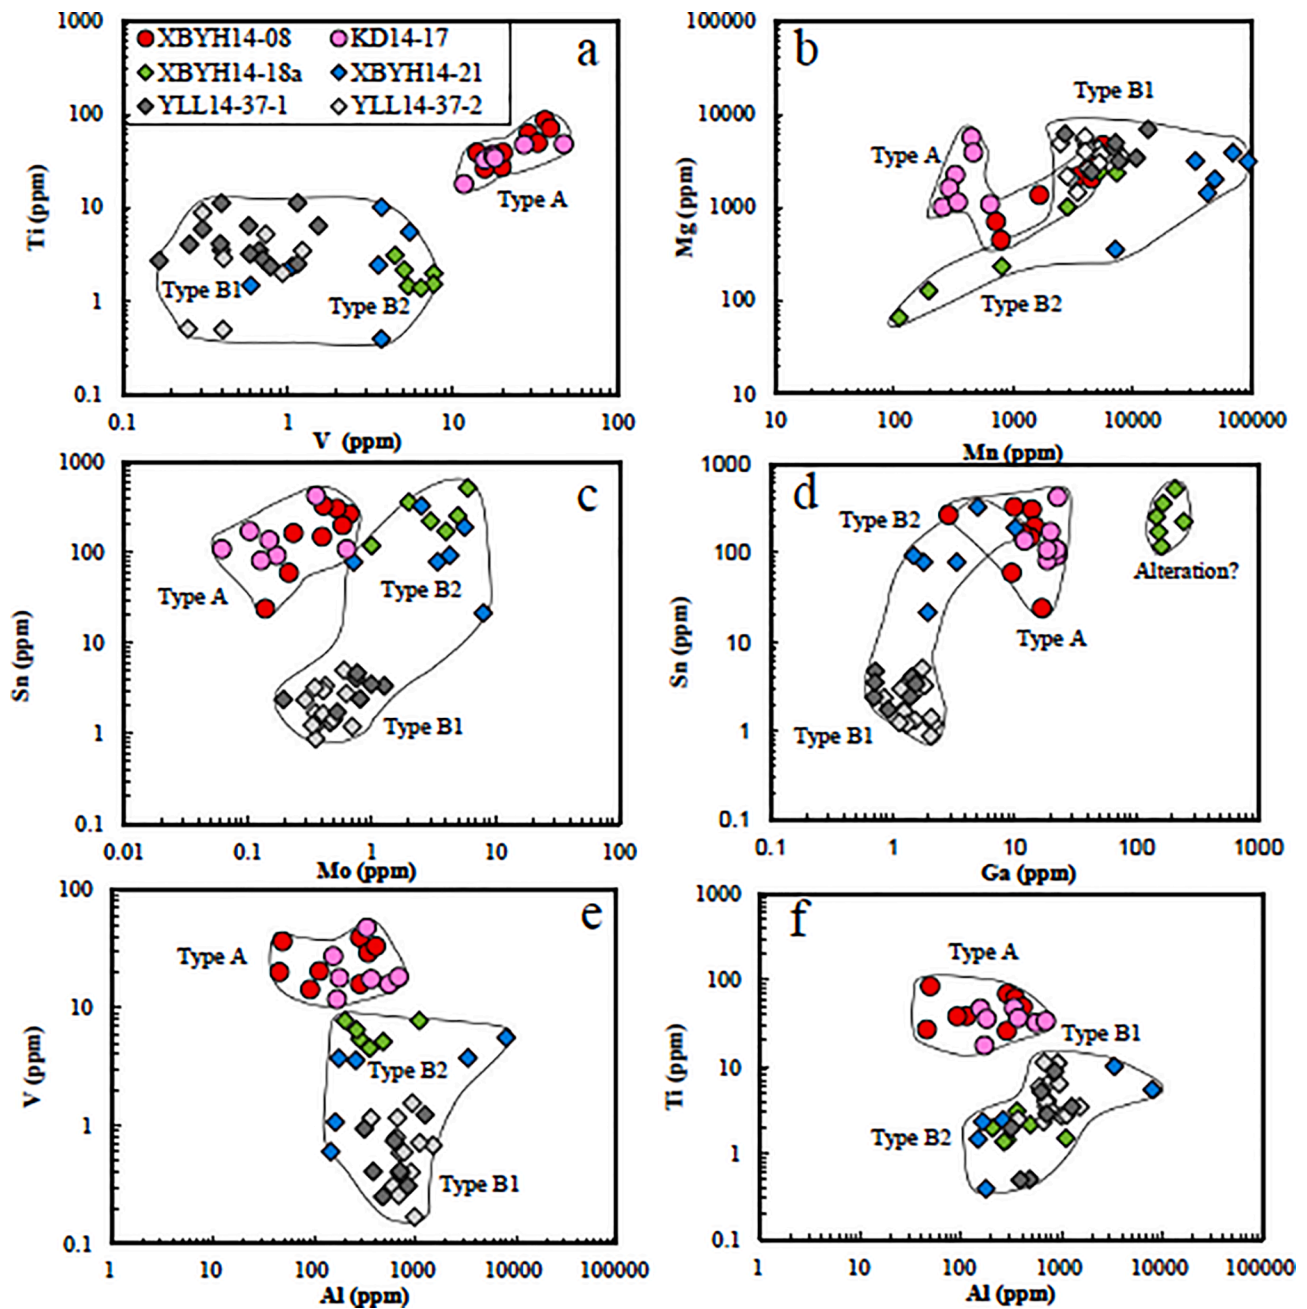 1000
100
10
1
0.1
Ti (ppm)
XBYH14-08 KD14-17
XBYH14-18a XBYH14-21
YLL14-37-1 YLL14-37-2
a
Type A
Type B1
Type B2
0.1 1 10 100
V (ppm)
100000
10000
1000
100
10
Mg (ppm)
b
Type B1
Type A
Type B2
10 100 1000 10000 100000
Mn (ppm)
1000
100
10
1
0.1
Sn (ppm)
c
Type A
Type B2
Type B1
0.01 0.1 1 10 100
Mo (ppm)
1000
100
10
1
0.1
Sn (ppm)
d
Type B2
Alteration?
Type A
Type B1
0.1 1 10 100 1000
Ga (ppm)
100
10
1
0.1
V (ppm)
e
Type A
Type B2
Type B1
1 10 100 1000 10000 100000
Al (ppm)
1000
100
10
1
0.1
Ti (ppm)
f
Type A
Type B1
Type B2
1 10 100 1000 10000 100000
Al (ppm)